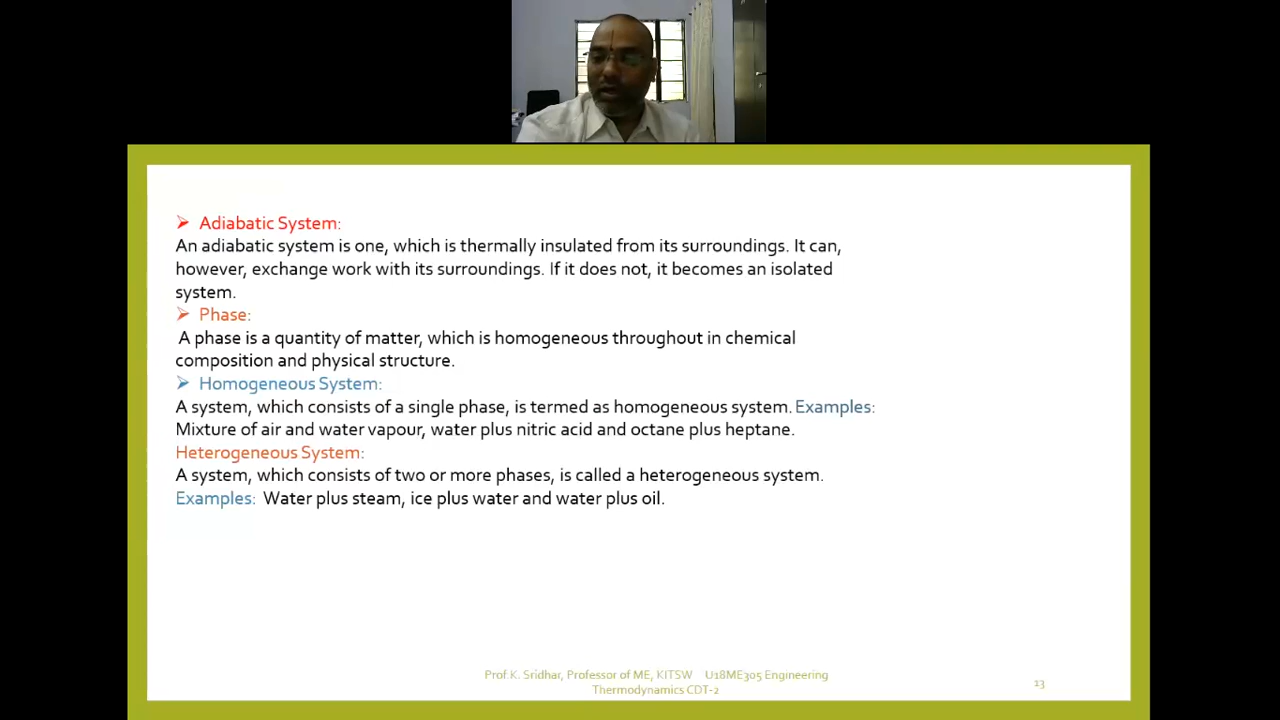 Adiabatic System:
An adiabatic system is one, which is thermally insulated from its surroundings. It can,
however, exchange work with its surroundings. If it does not, it becomes an isolated
system.
Phase:
A phase is a quantity of matter, which is homogeneous throughout in chemical
composition and physical structure.
Homogeneous System:
A system, which consists of a single phase, is termed as homogeneous system. Examples:
Mixture of air and water vapour, water plus nitric acid and octane plus heptane.
Heterogeneous System:
A system, which consists of two or more phases, is called a heterogeneous system.
Examples: Water plus steam, ice plus water and water plus oil.
Prof K. Sridhar, Professor of ME, KITSW U18ME305 Engineering
Thermodynamics CDT-2
13